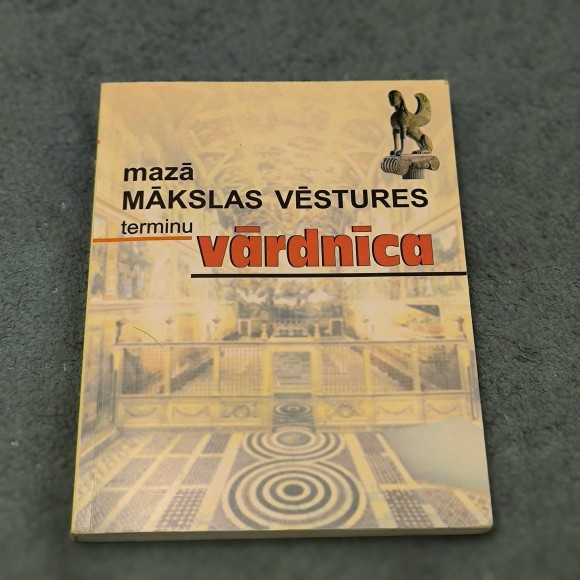 mazā
MĀKSLAS VĒSTURES
terminu
vārdnīca